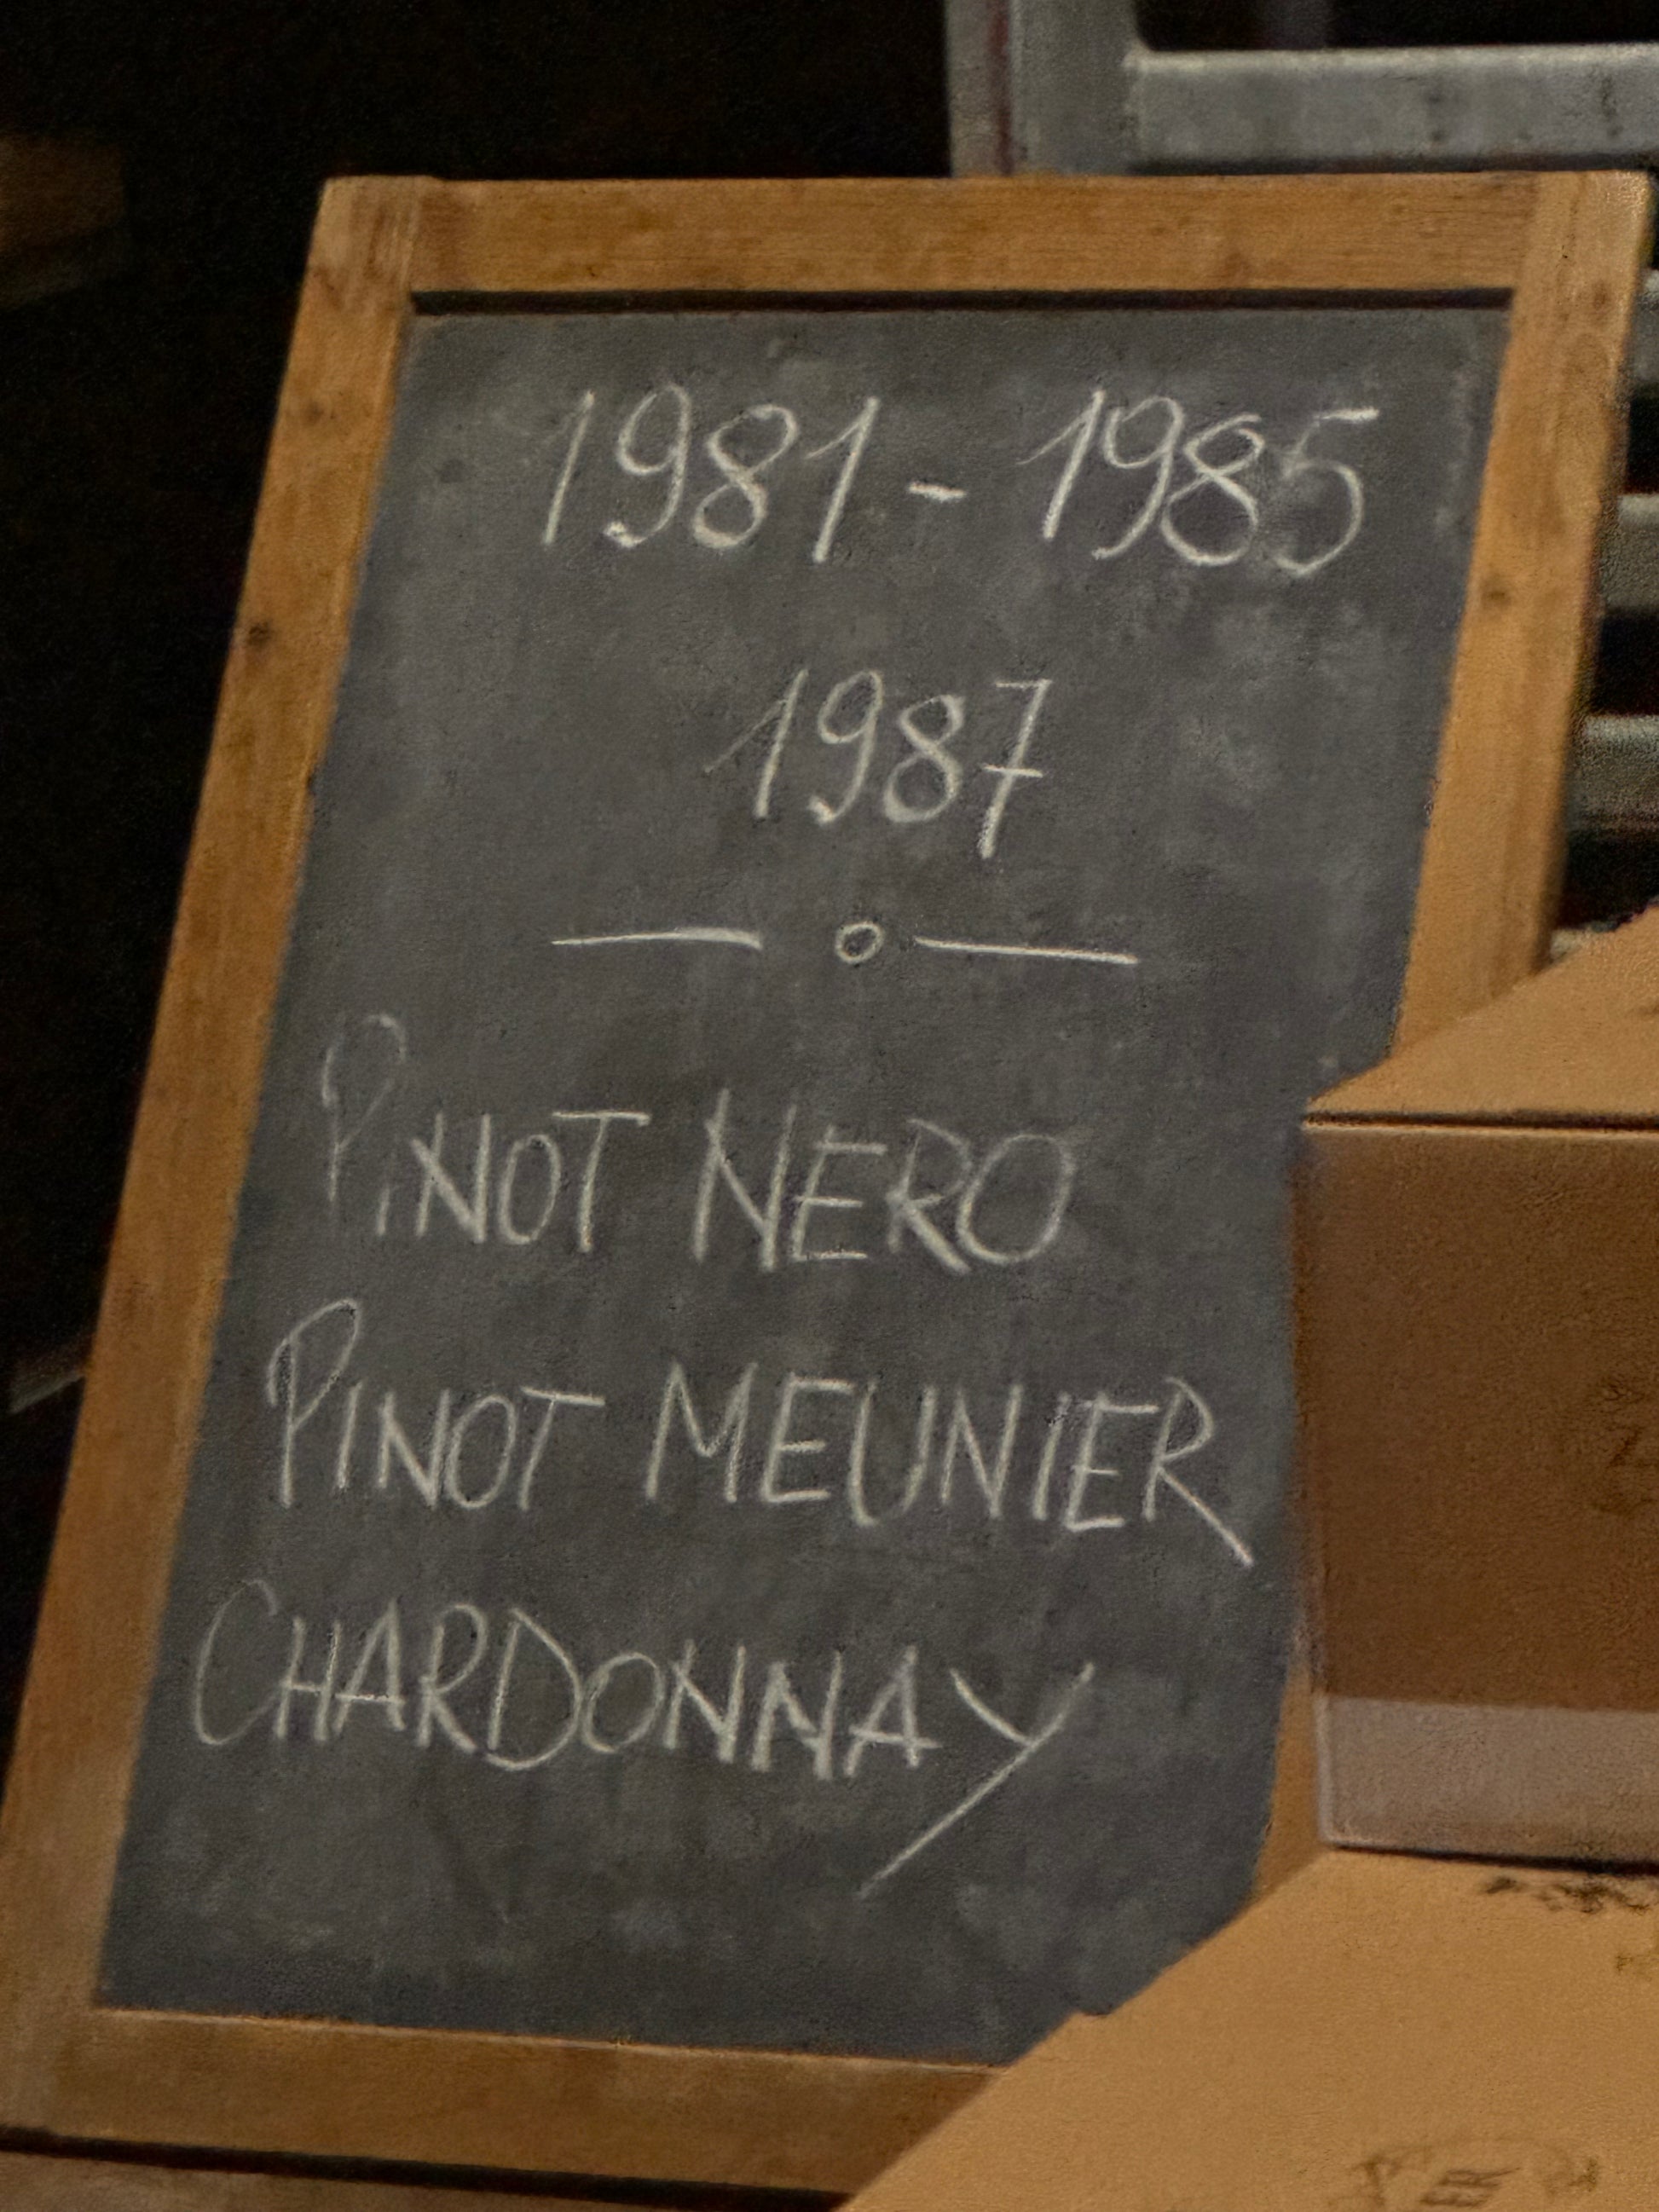 1981 - 1985
1987
PINOT NERO
PINOT MEUNIER
CHARDONNAY